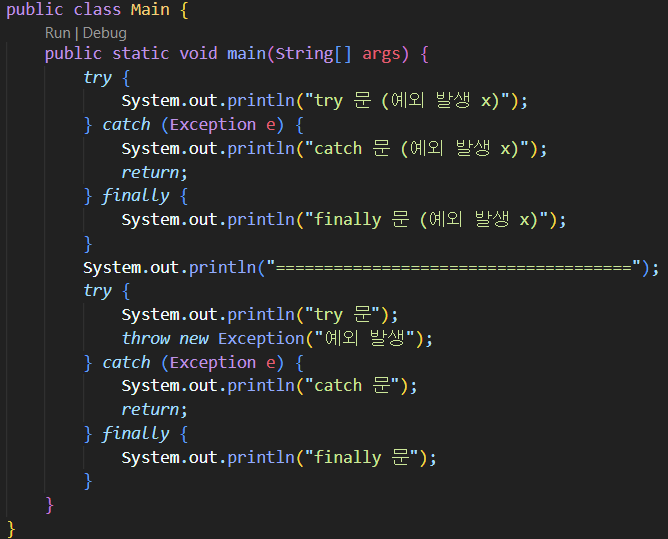 public class Main {
Run | Debug
public static void main(String[] args) {
try {
System.out.println("try 문 (예외 발생 x)");
} catch (Exception e) {
System.out.println("catch 문 (예외 발생 x)");
return;
} finally {
System.out.println("finally 문 (예외 발생 x)");
}
System.out.println("=====================================");
try {
System.out.println("try 문");
throw new Exception("예외 발생");
} catch (Exception e) {
System.out.println("catch 문");
return;
} finally {
System.out.println("finally 문");
}
}
}